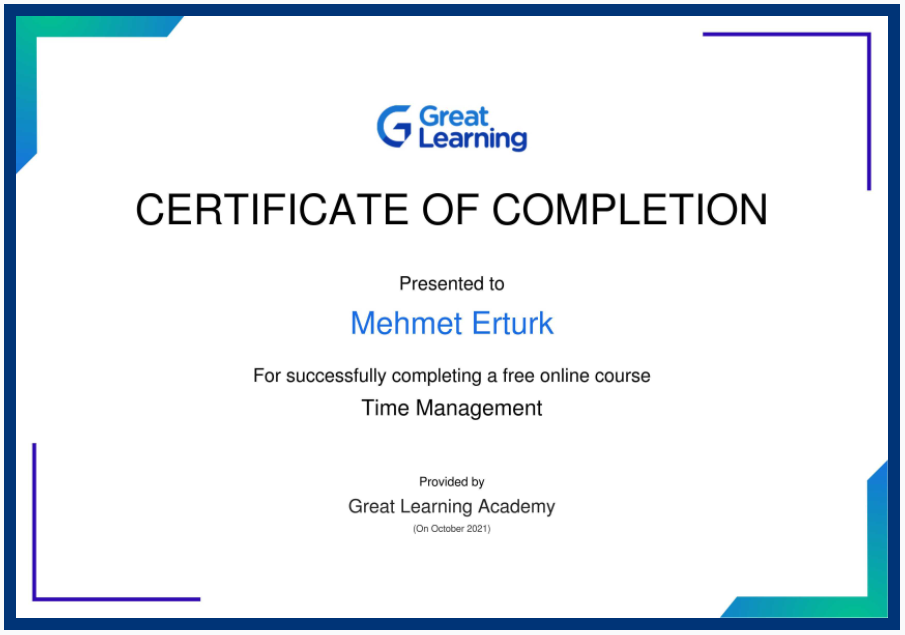 Great
Learning
CERTIFICATE OF COMPLETION
Presented to
Mehmet Erturk
For successfully completing a free online course
Time Management
Provided by
Great Learning Academy
(On October 2021)